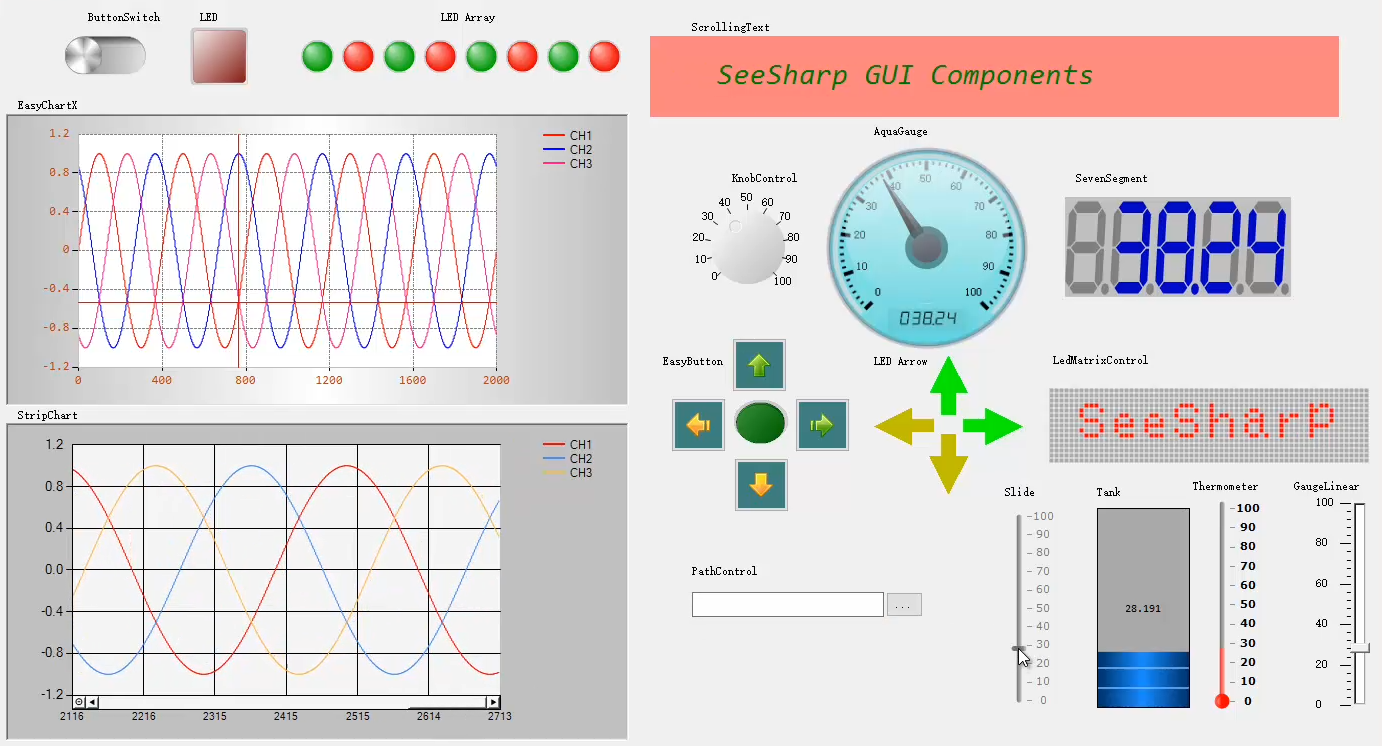 ButtonSwitch
LED
LED Array
EasyChartX
1.2
0.8
0.4
0
-0.4
-0.8
-1.2
0 400 800 1200 1600 2000
CH1
CH2
CH3
StripChart
1.2
0.8
0.4
0.0
-0.4
-0.8
-1.2
2116 2216 2315 2415 2515 2614 2713
CH1
CH2
CH3
ScrollingText
SeeSharp GUI Components
KnobControl
0 10 20 30 40 50 60 70 80 90 100
AquaGauge
0 10 20 30 40 50 60 70 80 90 100
038.24
SevenSegment
38.24
EasyButton
LED Arrow
LedMatrixControl
SeeSharP
PathControl
...
Slide
100
90
80
70
60
50
40
30
20
10
0
Tank
28.191
Thermometer
100
90
80
70
60
50
40
30
20
10
0
GaugeLinear
100
80
60
40
20
0